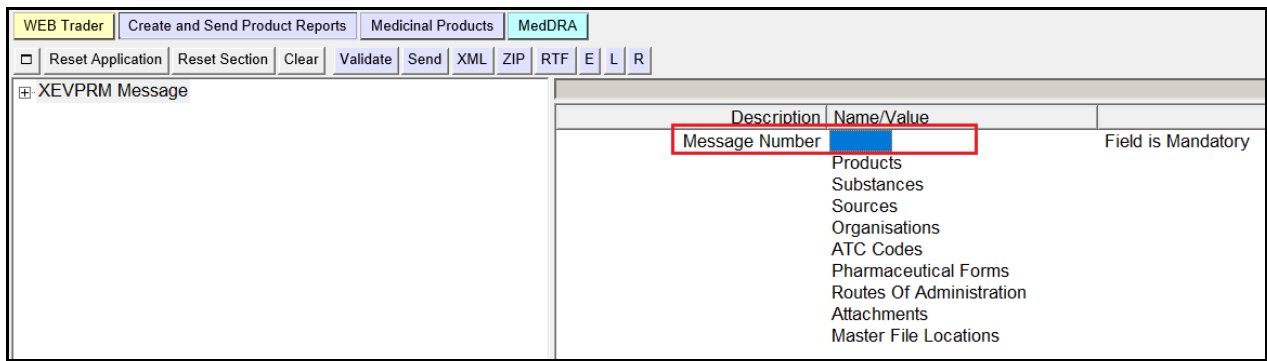 WEB Trader Create and Send Product Reports Medicinal Products MedDRA
Reset Application Reset Section Clear Validate Send XML ZIP RTF E L R
XEVPRM Message
Description Name/Value
Message Number Field is Mandatory
Products
Substances
Sources
Organisations
ATC Codes
Pharmaceutical Forms
Routes Of Administration
Attachments
Master File Locations